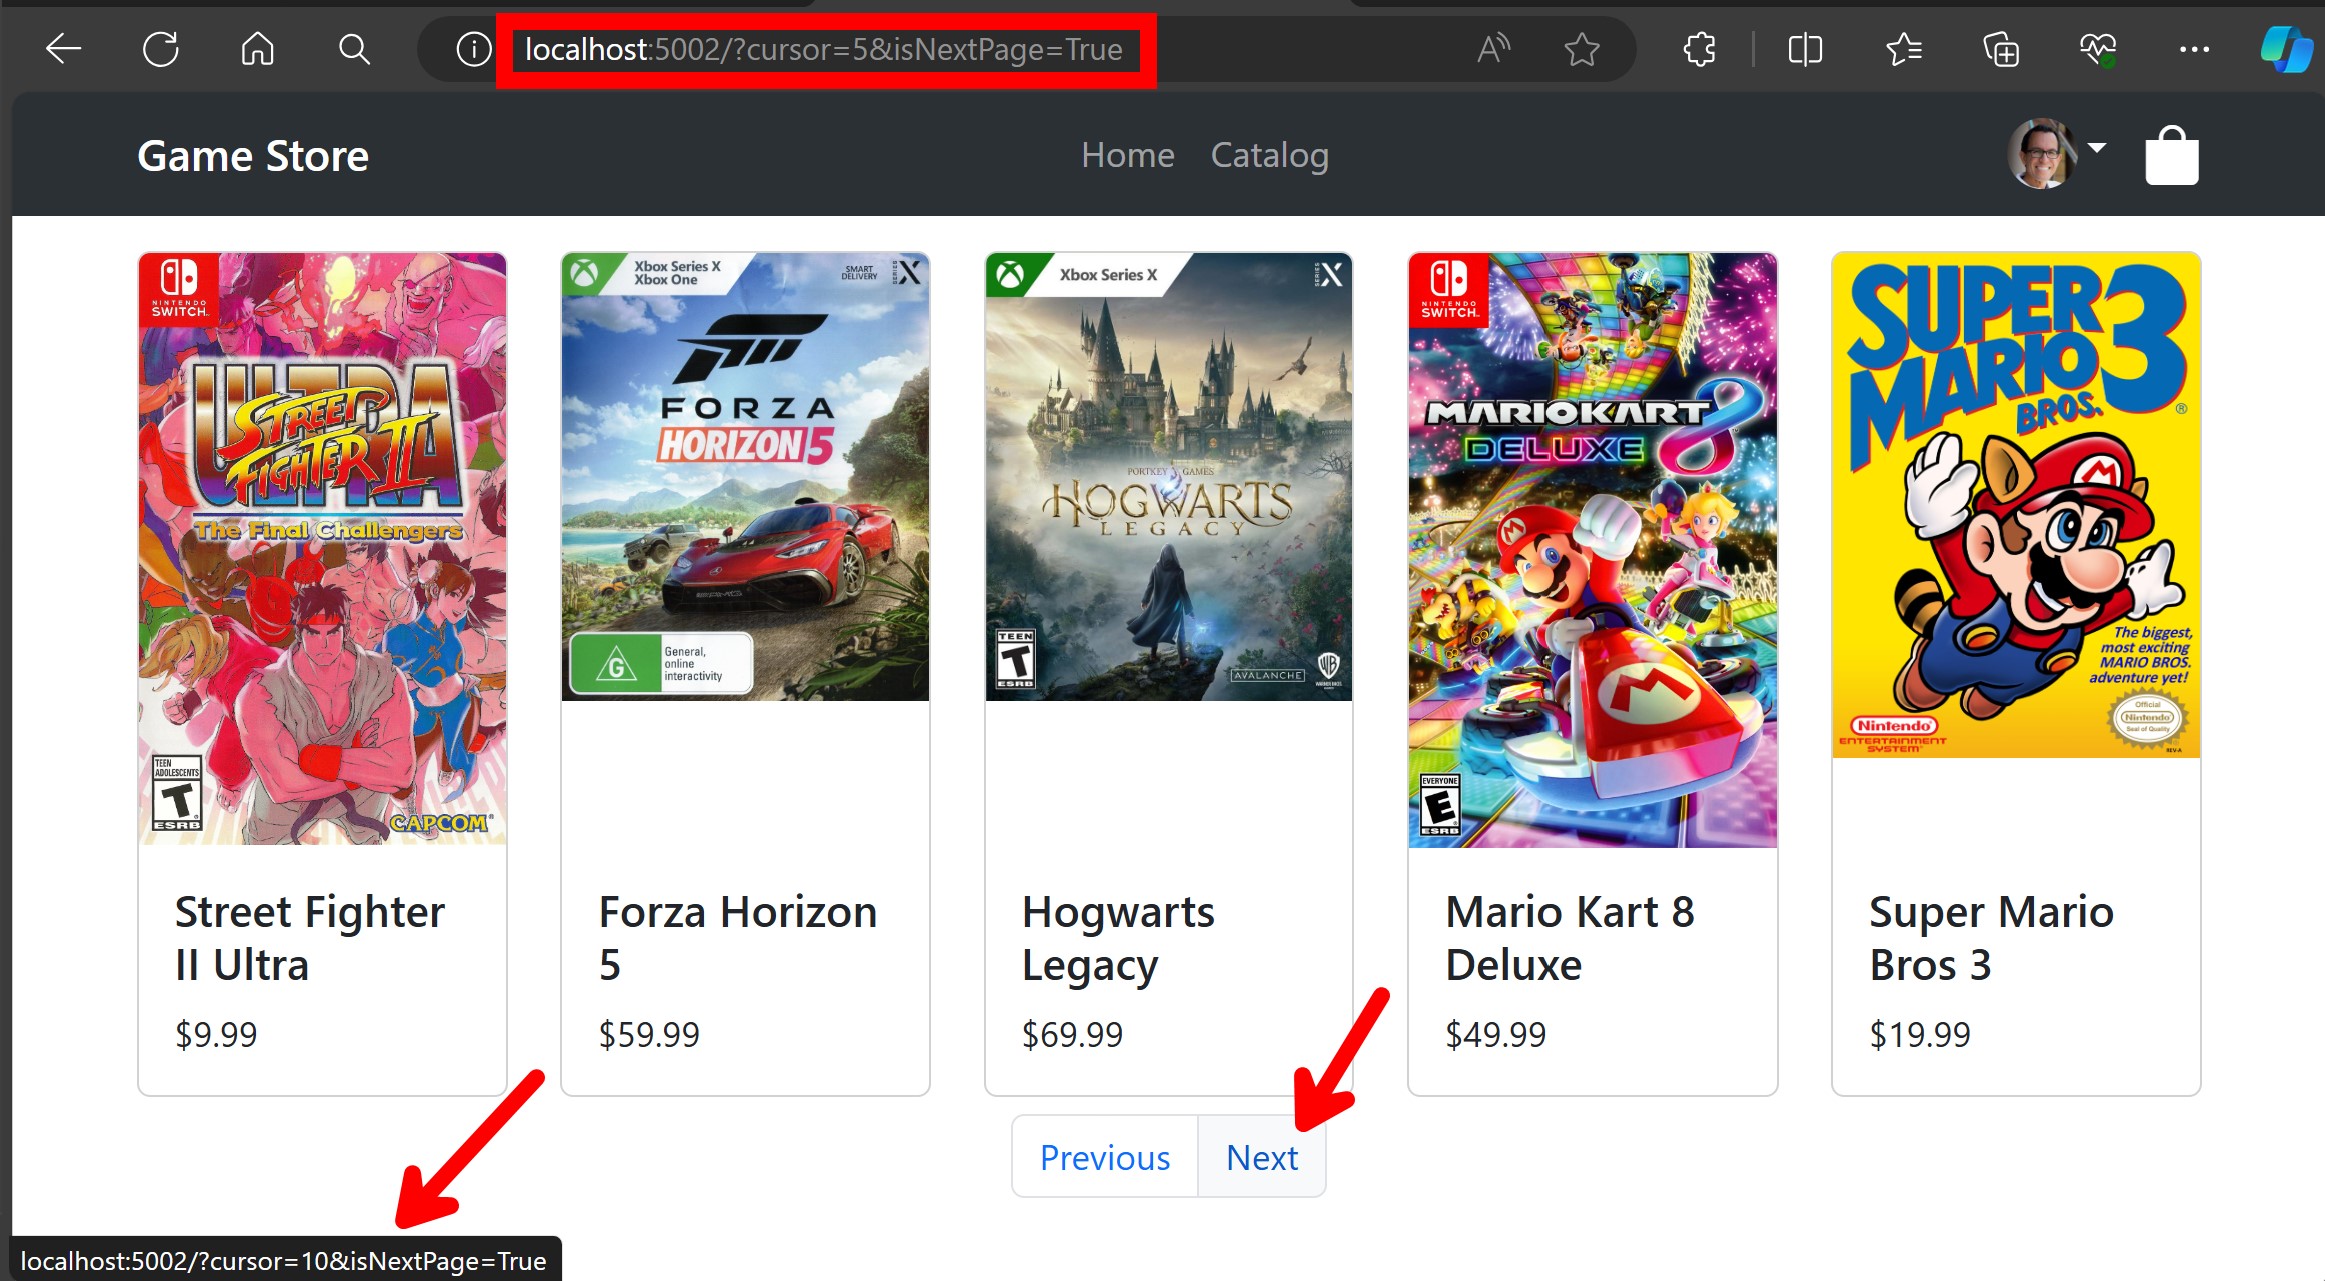 localhost:5002/?cursor=5&isNextPage=True
Game Store
Home
Catalog
NINTENDO
SWITCH
ULTRA
STREET
FIGHTER II
The Final Challengers
TEEN
ADOLESCENTS
T
ESRB
CAPCOM
Street Fighter
II Ultra
$9.99
Xbox Series X
Xbox One
SMART
DELIVERY
SERIES X
FORZA
HORIZON 5
G
General,
online
interactivity
Forza Horizon
5
$59.99
Xbox Series X
SERIES X
PORTKEY GAMES
HOGWARTS
LEGACY
TEEN
T
ESRB
AVALANCHE
WB
Hogwarts
Legacy
$69.99
NINTENDO
SWITCH
MARIOKART 8
DELUXE
EVERYONE
E
ESRB
Mario Kart 8
Deluxe
$49.99
SUPER
MARIO
BROS. 3
The biggest,
most exciting
MARIO BROS.
adventure yet!
Nintendo
ENTERTAINMENT
SYSTEM
Official
Nintendo
Seal of Quality
REV-A
Super Mario
Bros 3
$19.99
Previous
Next
localhost:5002/?cursor=10&isNextPage=True